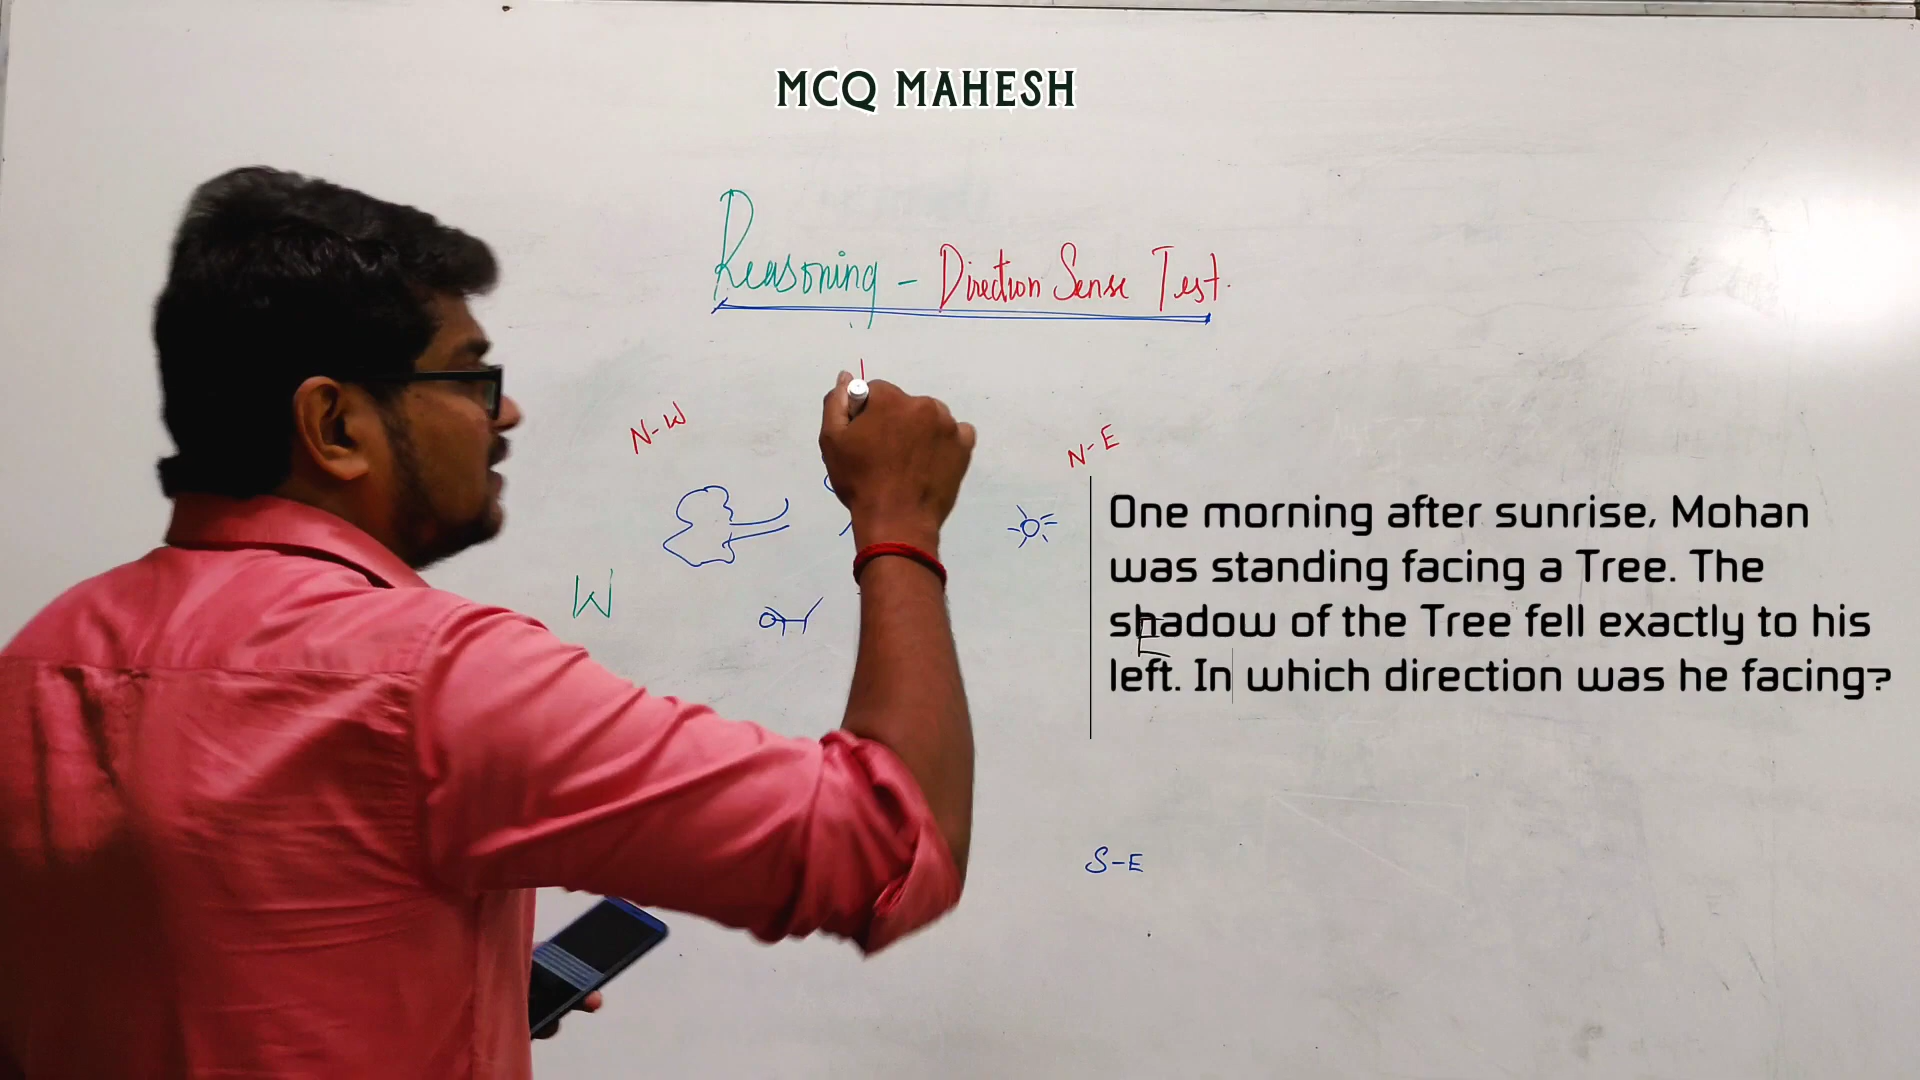 MCQ MAHESH
Reasoning - Direction Sense Test.
N-W
N-E
One morning after sunrise, Mohan
was standing facing a Tree. The
shadow of the Tree fell exactly to his
left. In which direction was he facing?
W
E
S-E